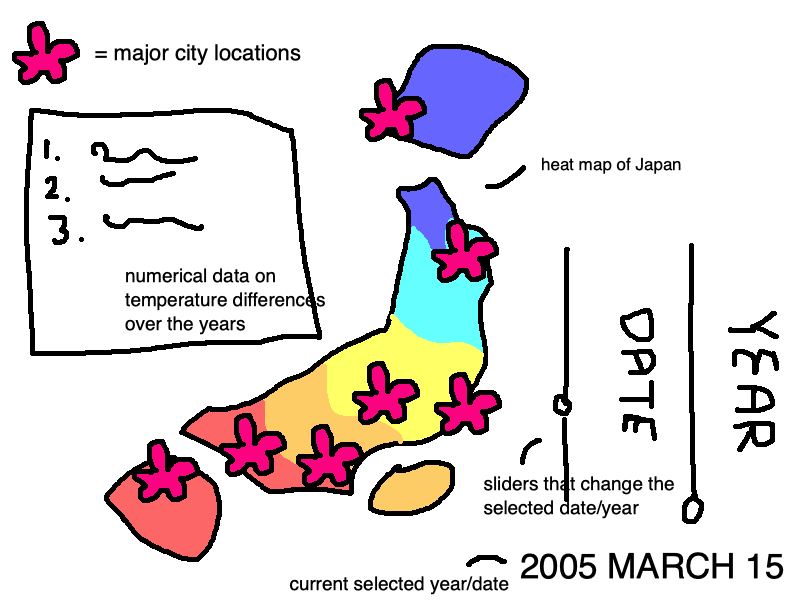 = major city locations
heat map of Japan
1.
2.
3.
numerical data on
temperature differences
over the years
DATE
YEAR
sliders that change the
selected date/year
current selected year/date
2005 MARCH 15